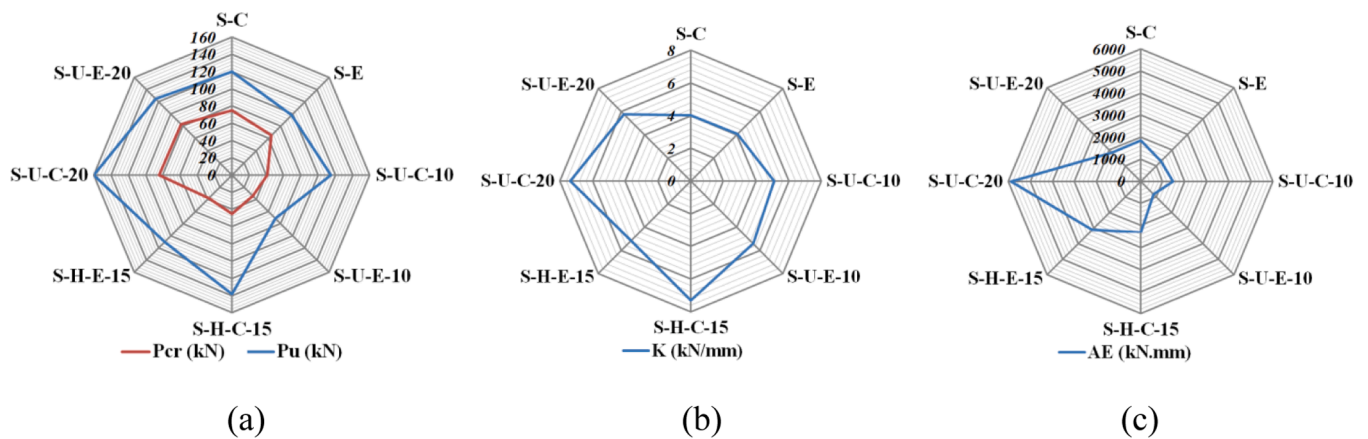 S-C
160
140
120
100
80
60
40
20
0
S-E
S-U-C-10
S-U-E-10
S-H-C-15
S-H-E-15
S-U-C-20
S-U-E-20
Pcr (kN) Pu (kN)
(a)
S-C
8
6
4
2
0
S-E
S-U-C-10
S-U-E-10
S-H-C-15
S-H-E-15
S-U-C-20
S-U-E-20
K (kN/mm)
(b)
S-C
6000
5000
4000
3000
2000
1000
0
S-E
S-U-C-10
S-U-E-10
S-H-C-15
S-H-E-15
S-U-C-20
S-U-E-20
AE (kN.mm)
(c)